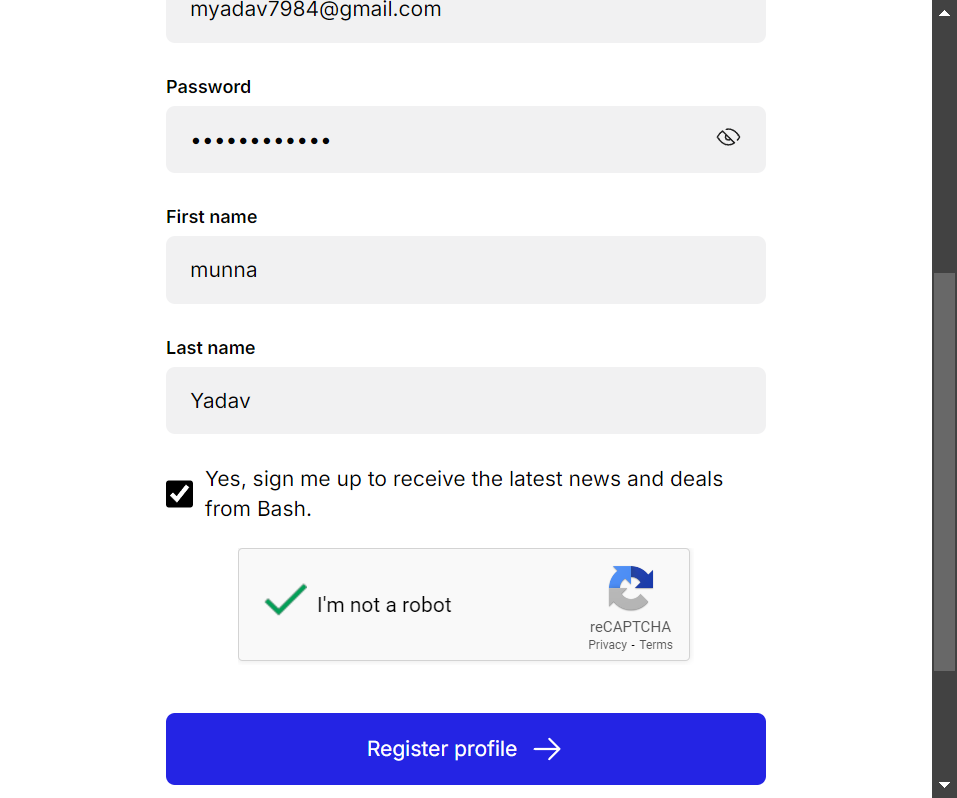 myadav7984@gmail.com
Password
••••••••••••
First name
munna
Last name
Yadav
Yes, sign me up to receive the latest news and deals
from Bash.
I'm not a robot
reCAPTCHA
Privacy - Terms
Register profile